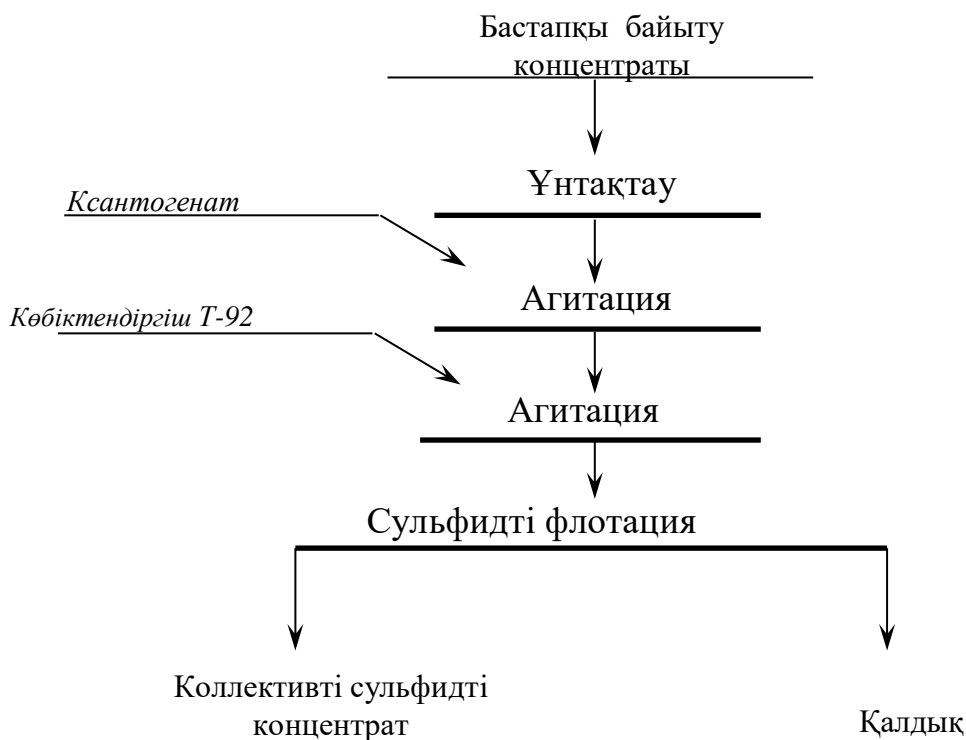 Бастапқы байыту
концентраты
Ұнтақтау
Ксантогенат
Агитация
Көбіктендіргіш Т-92
Агитация
Сульфидті флотация
Коллективті сульфидті
концентрат
Қалдық